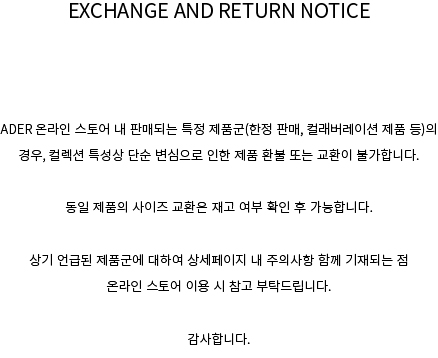 EXCHANGE AND RETURN NOTICE
ADER 온라인 스토어 내 판매되는 특정 제품군(한정 판매, 컬래버레이션 제품 등)의
경우, 컬렉션 특성상 단순 변심으로 인한 제품 환불 또는 교환이 불가합니다.
동일 제품의 사이즈 교환은 재고 여부 확인 후 가능합니다.
상기 언급된 제품군에 대하여 상세페이지 내 주의사항 함께 기재되는 점
온라인 스토어 이용 시 참고 부탁드립니다.
감사합니다.